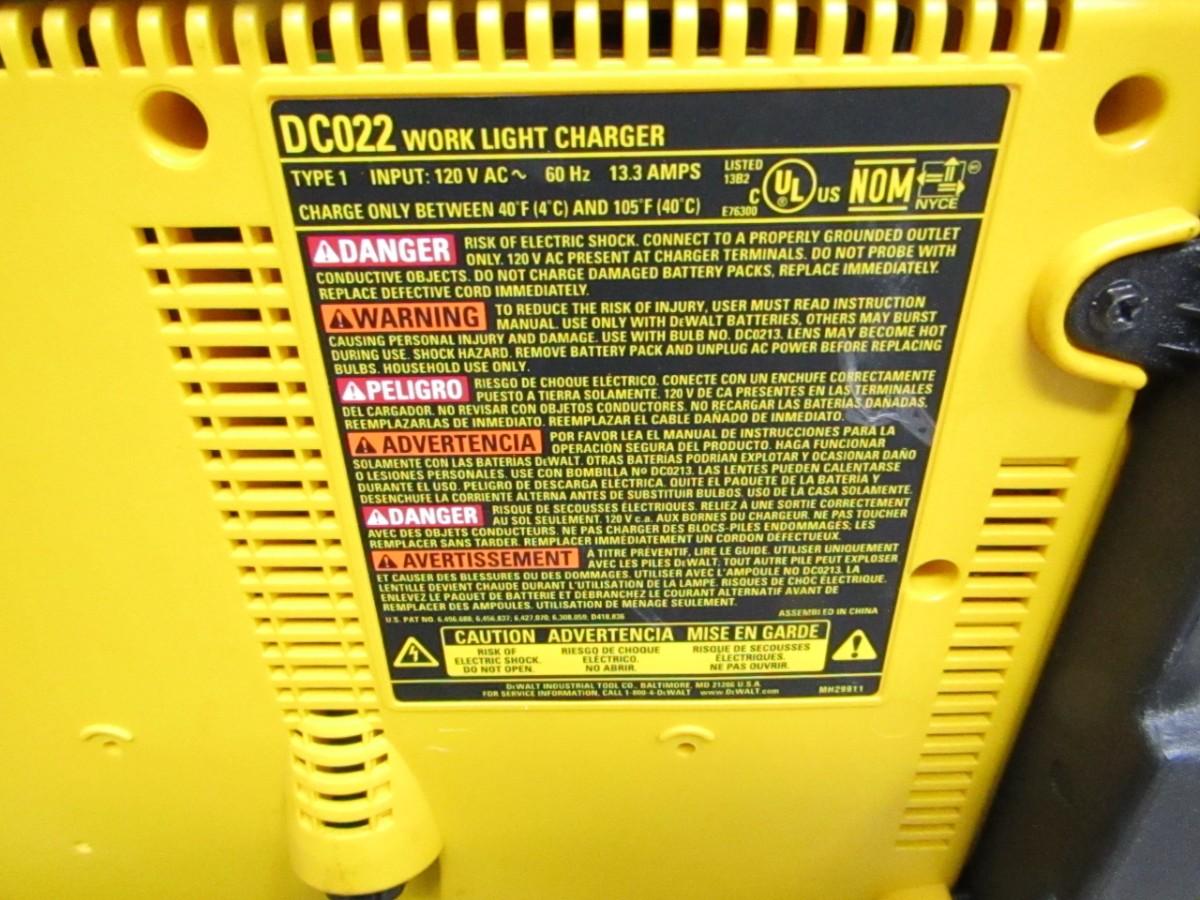 DC022 WORK LIGHT CHARGER
TYPE 1 INPUT: 120 V AC~ 60 Hz 13.3 AMPS
CHARGE ONLY BETWEEN 40°F (4°C) AND 105°F (40°C)
LISTED
13B2
E76300
C UL US
®
NOM
NYCE
DANGER RISK OF ELECTRIC SHOCK. CONNECT TO A PROPERLY GROUNDED OUTLET
ONLY. 120 V AC PRESENT AT CHARGER TERMINALS. DO NOT PROBE WITH
CONDUCTIVE OBJECTS. DO NOT CHARGE DAMAGED BATTERY PACKS, REPLACE IMMEDIATELY.
REPLACE DEFECTIVE CORD IMMEDIATELY.
WARNING TO REDUCE THE RISK OF INJURY, USER MUST READ INSTRUCTION
MANUAL. USE ONLY WITH DEWALT BATTERIES, OTHERS MAY BURST
CAUSING PERSONAL INJURY AND DAMAGE. USE WITH BULB NO. DC0213. LENS MAY BECOME HOT
DURING USE. SHOCK HAZARD. REMOVE BATTERY PACK AND UNPLUG AC POWER BEFORE REPLACING
BULBS. HOUSEHOLD USE ONLY.
PELIGRO RIESGO DE CHOQUE ELÉCTRICO. CONECTE CON UN ENCHUFE CORRECTAMENTE
PUESTO A TIERRA SOLAMENTE. 120 V DE CA PRESENTES EN LAS TERMINALES
DEL CARGADOR. NO REVISAR CON OBJETOS CONDUCTORES. NO RECARGAR LAS BATERÍAS DAÑADAS,
REEMPLAZARLAS DE INMEDIATO. REEMPLAZAR EL CABLE DAÑADO DE INMEDIATO.
ADVERTENCIA POR FAVOR LEA EL MANUAL DE INSTRUCCIONES PARA LA
OPERACIÓN SEGURA DEL PRODUCTO. HAGA FUNCIONAR
SOLAMENTE CON LAS BATERÍAS DEWALT. OTRAS BATERÍAS PODRÍAN EXPLOTAR Y OCASIONAR DAÑO
O LESIONES PERSONALES. USE CON BOMBILLA Nº DC0213. LAS LENTES PUEDEN CALENTARSE
DURANTE EL USO. PELIGRO DE DESCARGA ELÉCTRICA. QUITE EL PAQUETE DE LA BATERÍA Y
DESENCHUFE LA CORRIENTE ALTERNA ANTES DE SUBSTITUIR BULBOS. USO DE LA CASA SOLAMENTE.
DANGER RISQUE DE SECOUSSES ÉLECTRIQUES. RELIEZ À UNE SORTIE CORRECTEMENT
AU SOL SEULEMENT. 120 V c.a. AUX BORNES DU CHARGEUR. NE PAS TOUCHER
AVEC DES OBJETS CONDUCTEURS. NE PAS CHARGER DES BLOCS-PILES ENDOMMAGÉS; LES
REMPLACER SANS TARDER. REMPLACER IMMÉDIATEMENT UN CORDON DÉFECTUEUX.
AVERTISSEMENT À TITRE PRÉVENTIF, LIRE LE GUIDE. UTILISER UNIQUEMENT
AVEC LES PILES DEWALT; TOUT AUTRE PILE PEUT EXPLOSER
ET CAUSER DES BLESSURES OU DES DOMMAGES. UTILISER AVEC L'AMPOULE NO DC0213. LA
LENTILLE DEVIENT CHAUDE DURANT L'UTILISATION DE LA LAMPE. RISQUES DE CHOC ÉLECTRIQUE.
ENLEVEZ LE PAQUET DE BATTERIE ET DÉBRANCHEZ LE COURANT ALTERNATIF AVANT DE
REMPLACER DES AMPOULES. UTILISATION DE MÉNAGE SEULEMENT.
U.S. PAT NO. 6,456,837; 6,427,070; 6,308,059;
ASSEMBLED IN CHINA
CAUTION ADVERTENCIA MISE EN GARDE
RISK OF RIESGO DE CHOQUE RISQUE DE SECOUSSES
ELECTRIC SHOCK. ELÉCTRICO. ÉLECTRIQUES.
DO NOT OPEN. NO ABRIR. NE PAS OUVRIR.
DEWALT INDUSTRIAL TOOL CO., BALTIMORE, MD 21286 U.S.A.
FOR SERVICE INFORMATION, CALL 1-800-4-DEWALT www.DEWALT.com
MH29911